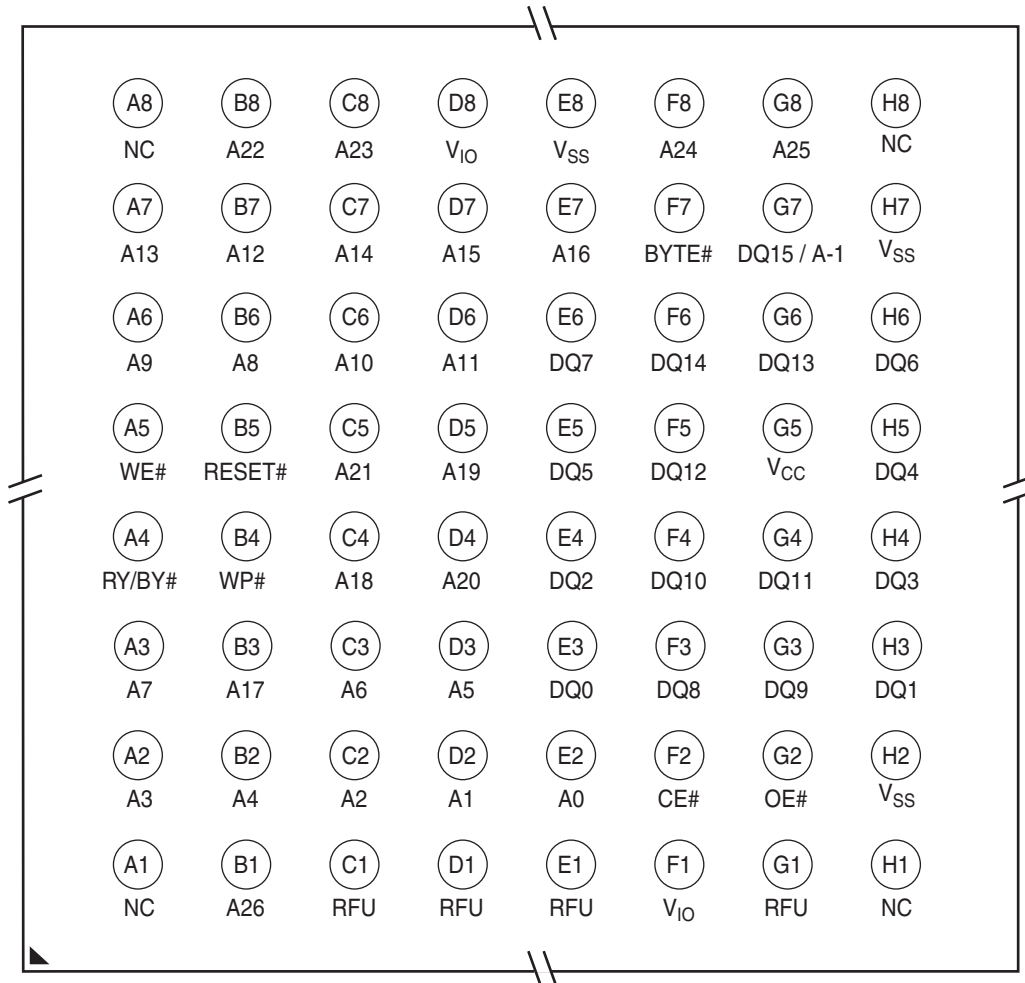 A8 B8 C8 D8 E8 F8 G8 H8
NC A22 A23 VIO VSS A24 A25 NC
A7 B7 C7 D7 E7 F7 G7 H7
A13 A12 A14 A15 A16 BYTE# DQ15 / A-1 VSS
A6 B6 C6 D6 E6 F6 G6 H6
A9 A8 A10 A11 DQ7 DQ14 DQ13 DQ6
A5 B5 C5 D5 E5 F5 G5 H5
WE# RESET# A21 A19 DQ5 DQ12 VCC DQ4
A4 B4 C4 D4 E4 F4 G4 H4
RY/BY# WP# A18 A20 DQ2 DQ10 DQ11 DQ3
A3 B3 C3 D3 E3 F3 G3 H3
A7 A17 A6 A5 DQ0 DQ8 DQ9 DQ1
A2 B2 C2 D2 E2 F2 G2 H2
A3 A4 A2 A1 A0 CE# OE# VSS
A1 B1 C1 D1 E1 F1 G1 H1
NC A26 RFU RFU RFU VIO RFU NC